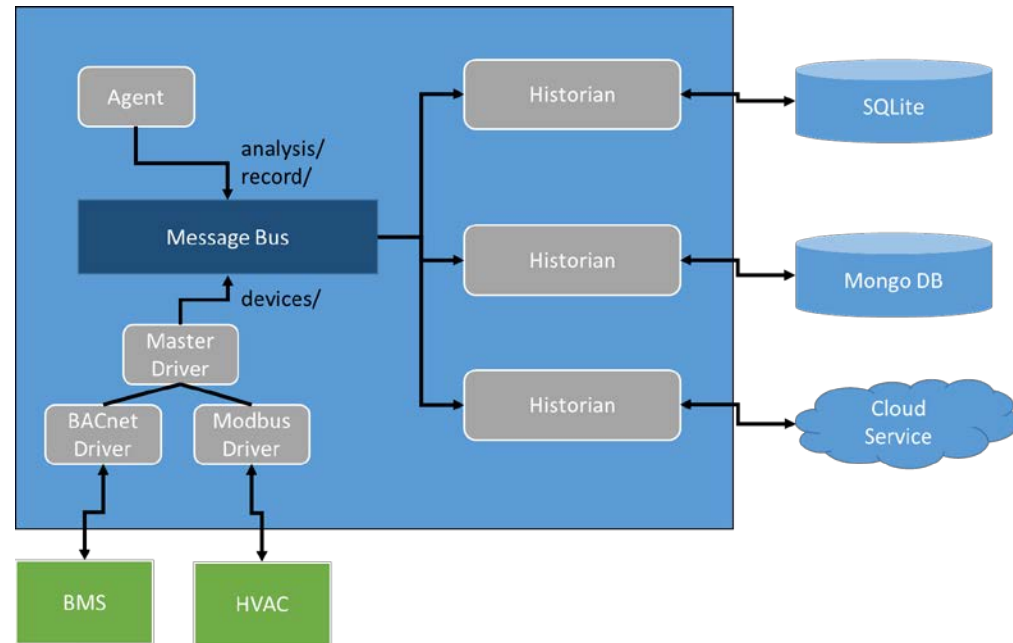 Agent
analysis/
record/
Message Bus
devices/
Master
Driver
BACnet
Driver
Modbus
Driver
BMS
HVAC
Historian
SQLite
Historian
Mongo DB
Historian
Cloud
Service